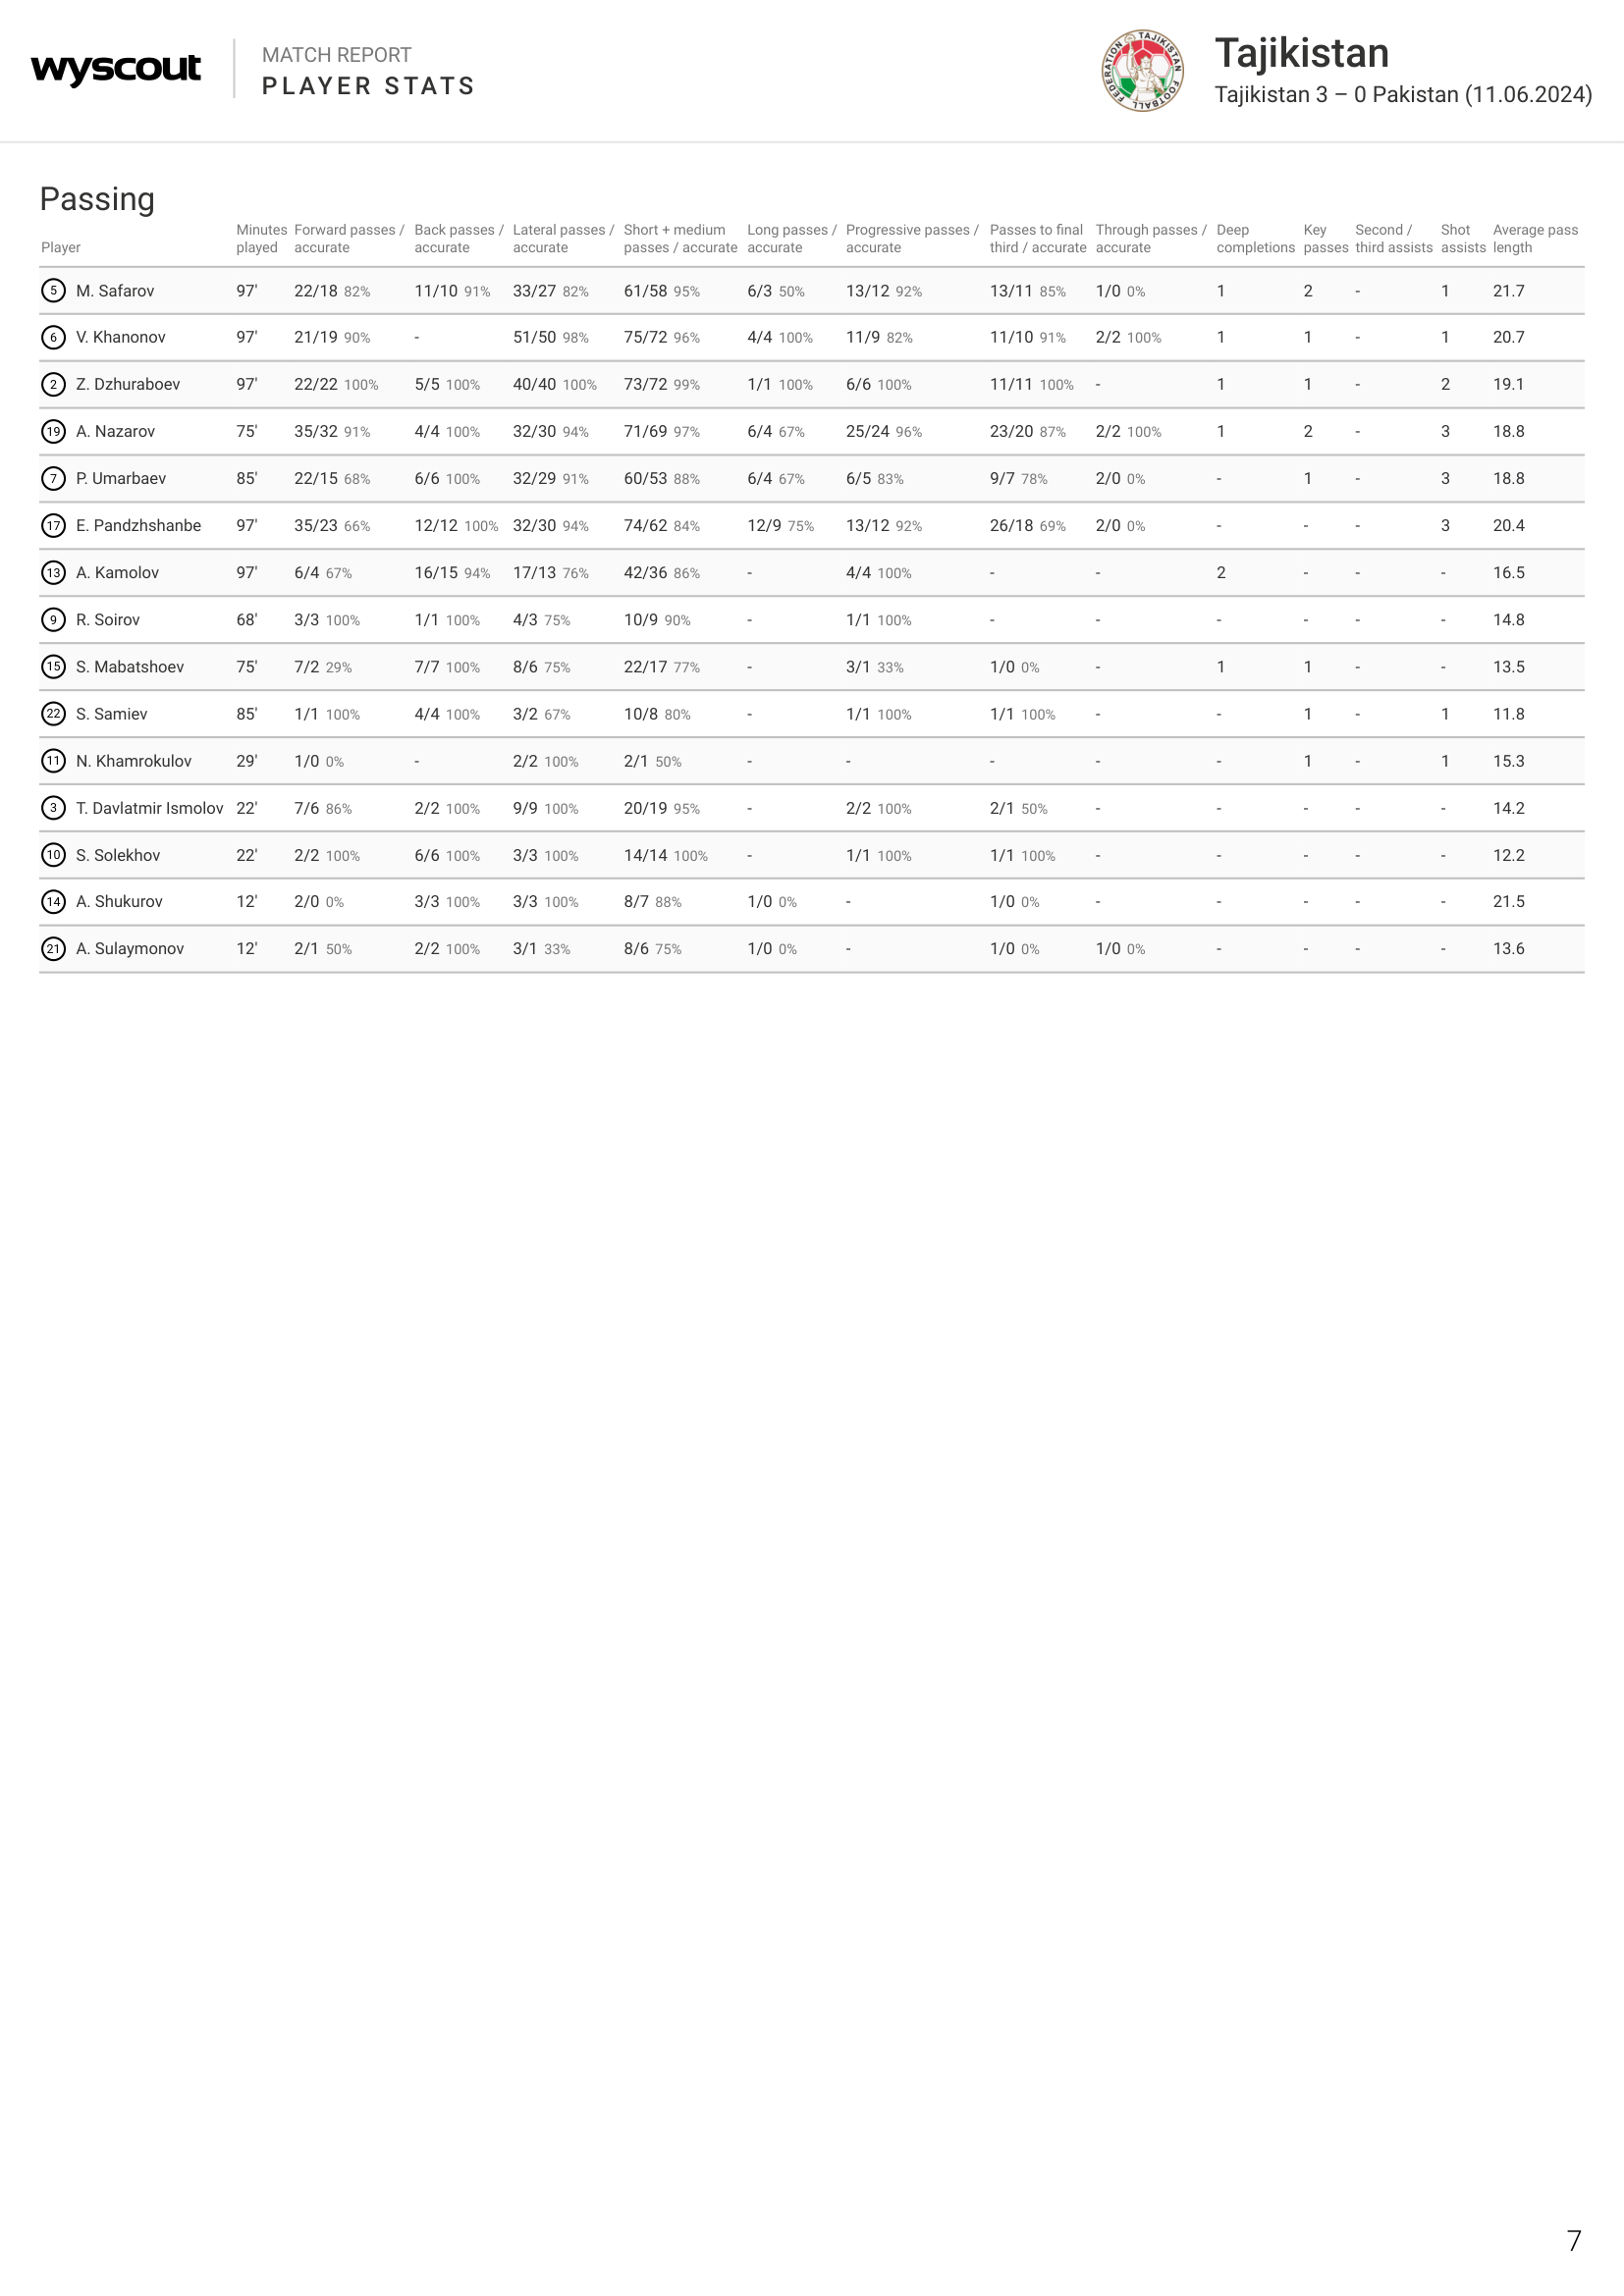 wyscout
MATCH REPORT
PLAYER STATS
FEDERATION TAJIKISTAN FOOTBALL
Tajikistan
Tajikistan 3 – 0 Pakistan (11.06.2024)
Passing
Player Minutes played Forward passes / accurate Back passes / accurate Lateral passes / accurate Short + medium passes / accurate Long passes / accurate Progressive passes / accurate Passes to final third / accurate Through passes / accurate Deep completions Key passes Second / third assists Shot assists Average pass length
5 M. Safarov 97' 22/18 82% 11/10 91% 33/27 82% 61/58 95% 6/3 50% 13/12 92% 13/11 85% 1/0 0% 1 2 - 1 21.7
6 V. Khanonov 97' 21/19 90% - 51/50 98% 75/72 96% 4/4 100% 11/9 82% 11/10 91% 2/2 100% 1 1 - 1 20.7
2 Z. Dzhuraboev 97' 22/22 100% 5/5 100% 40/40 100% 73/72 99% 1/1 100% 6/6 100% 11/11 100% - 1 1 - 2 19.1
19 A. Nazarov 75' 35/32 91% 4/4 100% 32/30 94% 71/69 97% 6/4 67% 25/24 96% 23/20 87% 2/2 100% 1 2 - 3 18.8
7 P. Umarbaev 85' 22/15 68% 6/6 100% 32/29 91% 60/53 88% 6/4 67% 6/5 83% 9/7 78% 2/0 0% - 1 - 3 18.8
17 E. Pandzhshanbe 97' 35/23 66% 12/12 100% 32/30 94% 74/62 84% 12/9 75% 13/12 92% 26/18 69% 2/0 0% - - - 3 20.4
13 A. Kamolov 97' 6/4 67% 16/15 94% 17/13 76% 42/36 86% - 4/4 100% - - 2 - - - 16.5
9 R. Soirov 68' 3/3 100% 1/1 100% 4/3 75% 10/9 90% - 1/1 100% - - - - - - 14.8
15 S. Mabatshoev 75' 7/2 29% 7/7 100% 8/6 75% 22/17 77% - 3/1 33% 1/0 0% - 1 1 - - 13.5
22 S. Samiev 85' 1/1 100% 4/4 100% 3/2 67% 10/8 80% - 1/1 100% 1/1 100% - - 1 - 1 11.8
11 N. Khamrokulov 29' 1/0 0% - 2/2 100% 2/1 50% - - - - - 1 - 1 15.3
3 T. Davlatmir Ismolov 22' 7/6 86% 2/2 100% 9/9 100% 20/19 95% - 2/2 100% 2/1 50% - - - - - 14.2
10 S. Solekhov 22' 2/2 100% 6/6 100% 3/3 100% 14/14 100% - 1/1 100% 1/1 100% - - - - - 12.2
14 A. Shukurov 12' 2/0 0% 3/3 100% 3/3 100% 8/7 88% 1/0 0% - 1/0 0% - - - - - 21.5
21 A. Sulaymonov 12' 2/1 50% 2/2 100% 3/1 33% 8/6 75% 1/0 0% - 1/0 0% 1/0 0% - - - - 13.6
7